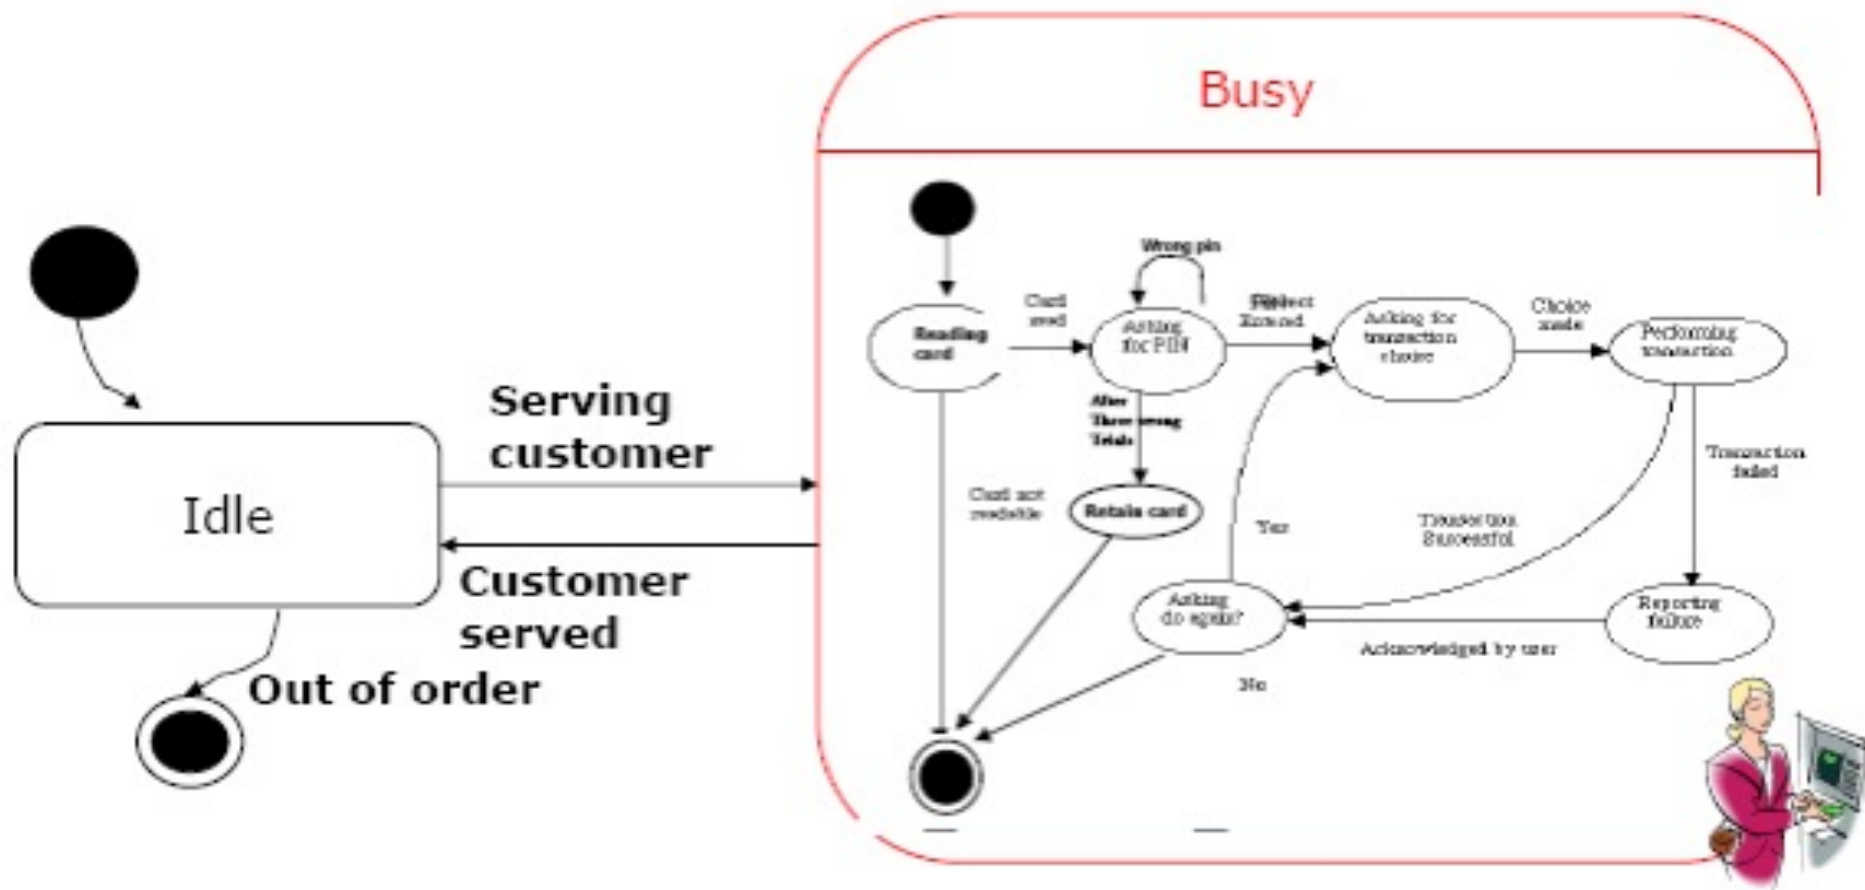 Busy
Wrong pin
Reading
card
Card
read
Asking
for PIN
Entered
Asking for
transaction
choice
Choice
made
Performing
transaction
Serving
customer
After
Three wrong
Trials
Transaction
failed
Idle
Card not
readable
Retain card
Yes
Transaction
Successful
Customer
served
Asking
do again?
Reporting
failure
Acknowledged by user
Out of order
No